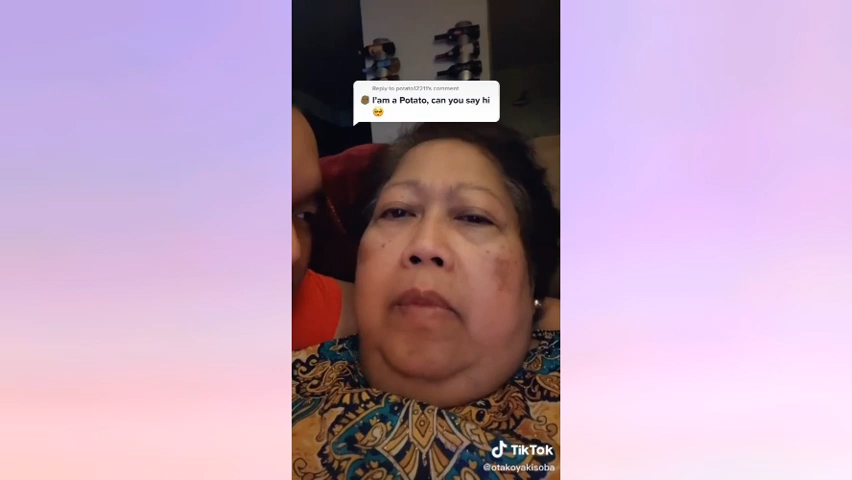 Reply to potato1221's comment
I'am a Potato, can you say hi
🥺
TikTok
@otakoyakisoba